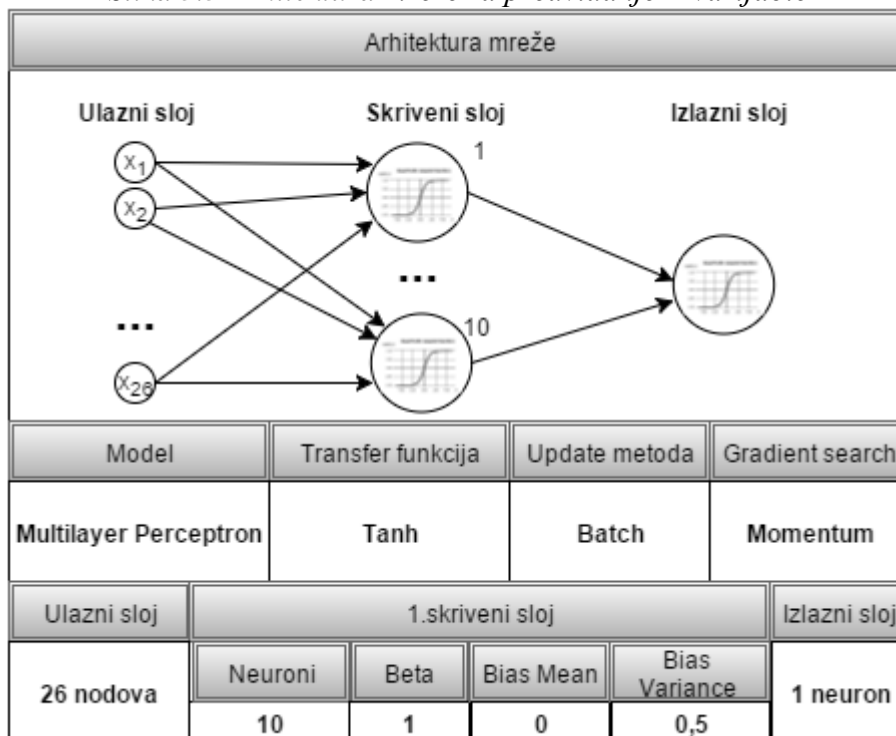 Arhitektura mreže
Ulazni sloj Skriveni sloj Izlazni sloj
x1
1
x2
...
...
10
x26
Model Transfer funkcija Update metoda Gradient search
Multilayer Perceptron Tanh Batch Momentum
Ulazni sloj 1.skriveni sloj Izlazni sloj
Neuroni Beta Bias Mean Bias
Variance
26 nodova 1 neuron
10 1 0 0,5